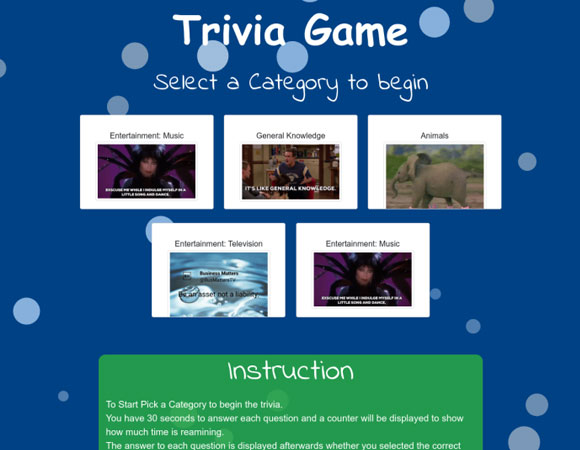 Trivia Game
Select a Category to begin
Entertainment: Music
EXSCUSE ME WHILE I INDULGE MYSELF IN A
LITTLE SONG AND DANCE.
General Knowledge
IT'S LIKE GENERAL KNOWLEDGE.
Animals
Entertainment: Television
Business Matters
Be an asset not a liability.
Entertainment: Music
EXSCUSE ME WHILE I INDULGE MYSELF IN A
LITTLE SONG AND DANCE.
Instruction
To Start Pick a Category to begin the trivia.
You have 30 seconds to answer each question and a counter will be displayed to show
how much time is reamining.
The answer to each question is displayed afterwards whether you selected the correct